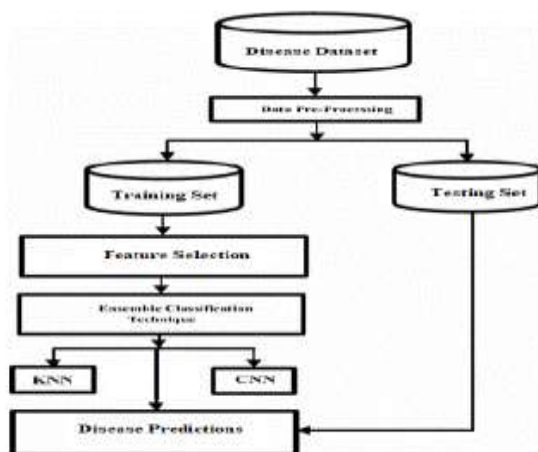 Disease Dataset
Data Pre-Processing
Training Set
Testing Set
Feature Selection
Ensemble Classification
Technique
KNN
CNN
Disease Predictions